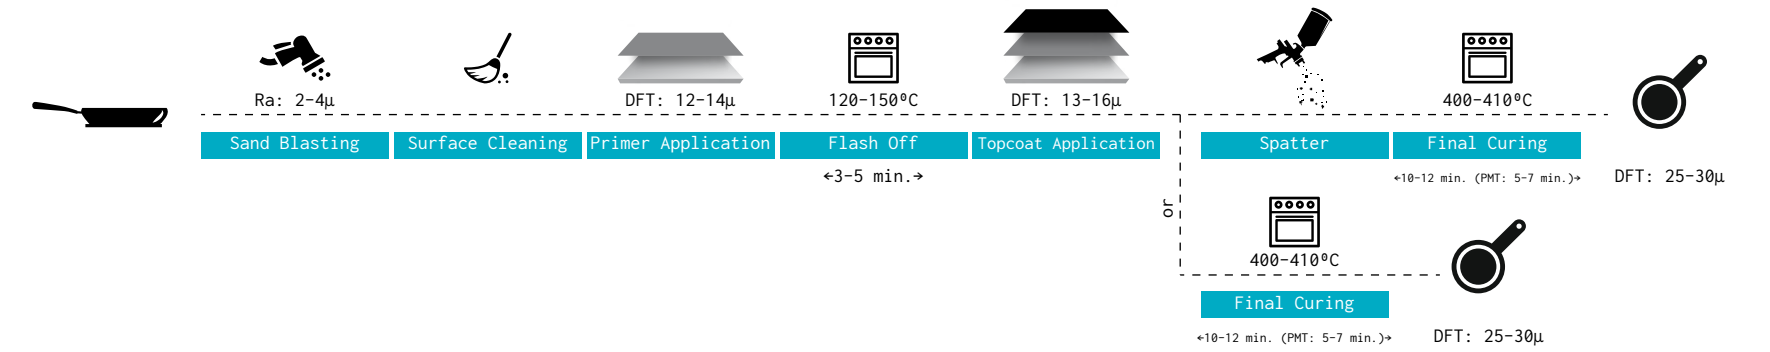 Ra: 2-4μ
DFT: 12-14μ
120-150ºC
DFT: 13-16μ
400-410ºC
Sand Blasting
Surface Cleaning
Primer Application
Flash Off
Topcoat Application
Spatter
Final Curing
←3-5 min.→
←10-12 min. (PMT: 5-7 min.)→
DFT: 25-30μ
or
400-410ºC
Final Curing
←10-12 min. (PMT: 5-7 min.)→
DFT: 25-30μ